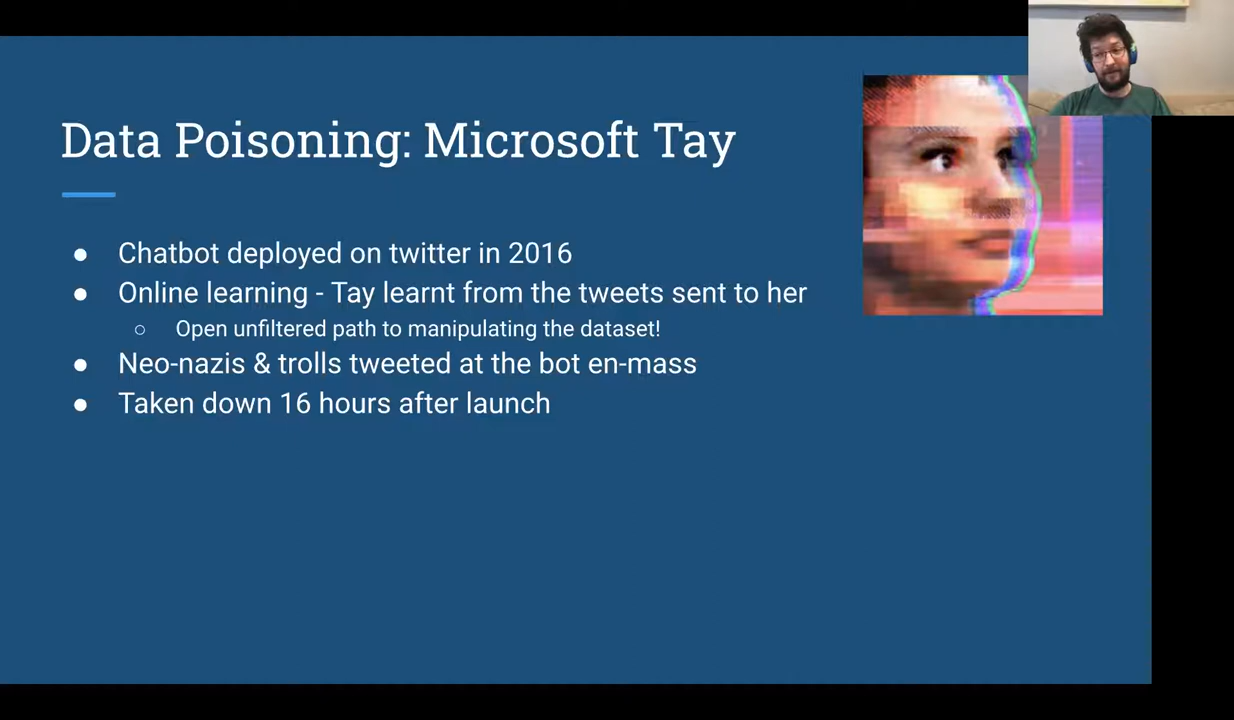 Data Poisoning: Microsoft Tay
● Chatbot deployed on twitter in 2016
● Online learning - Tay learnt from the tweets sent to her
○ Open unfiltered path to manipulating the dataset!
● Neo-nazis & trolls tweeted at the bot en-mass
● Taken down 16 hours after launch